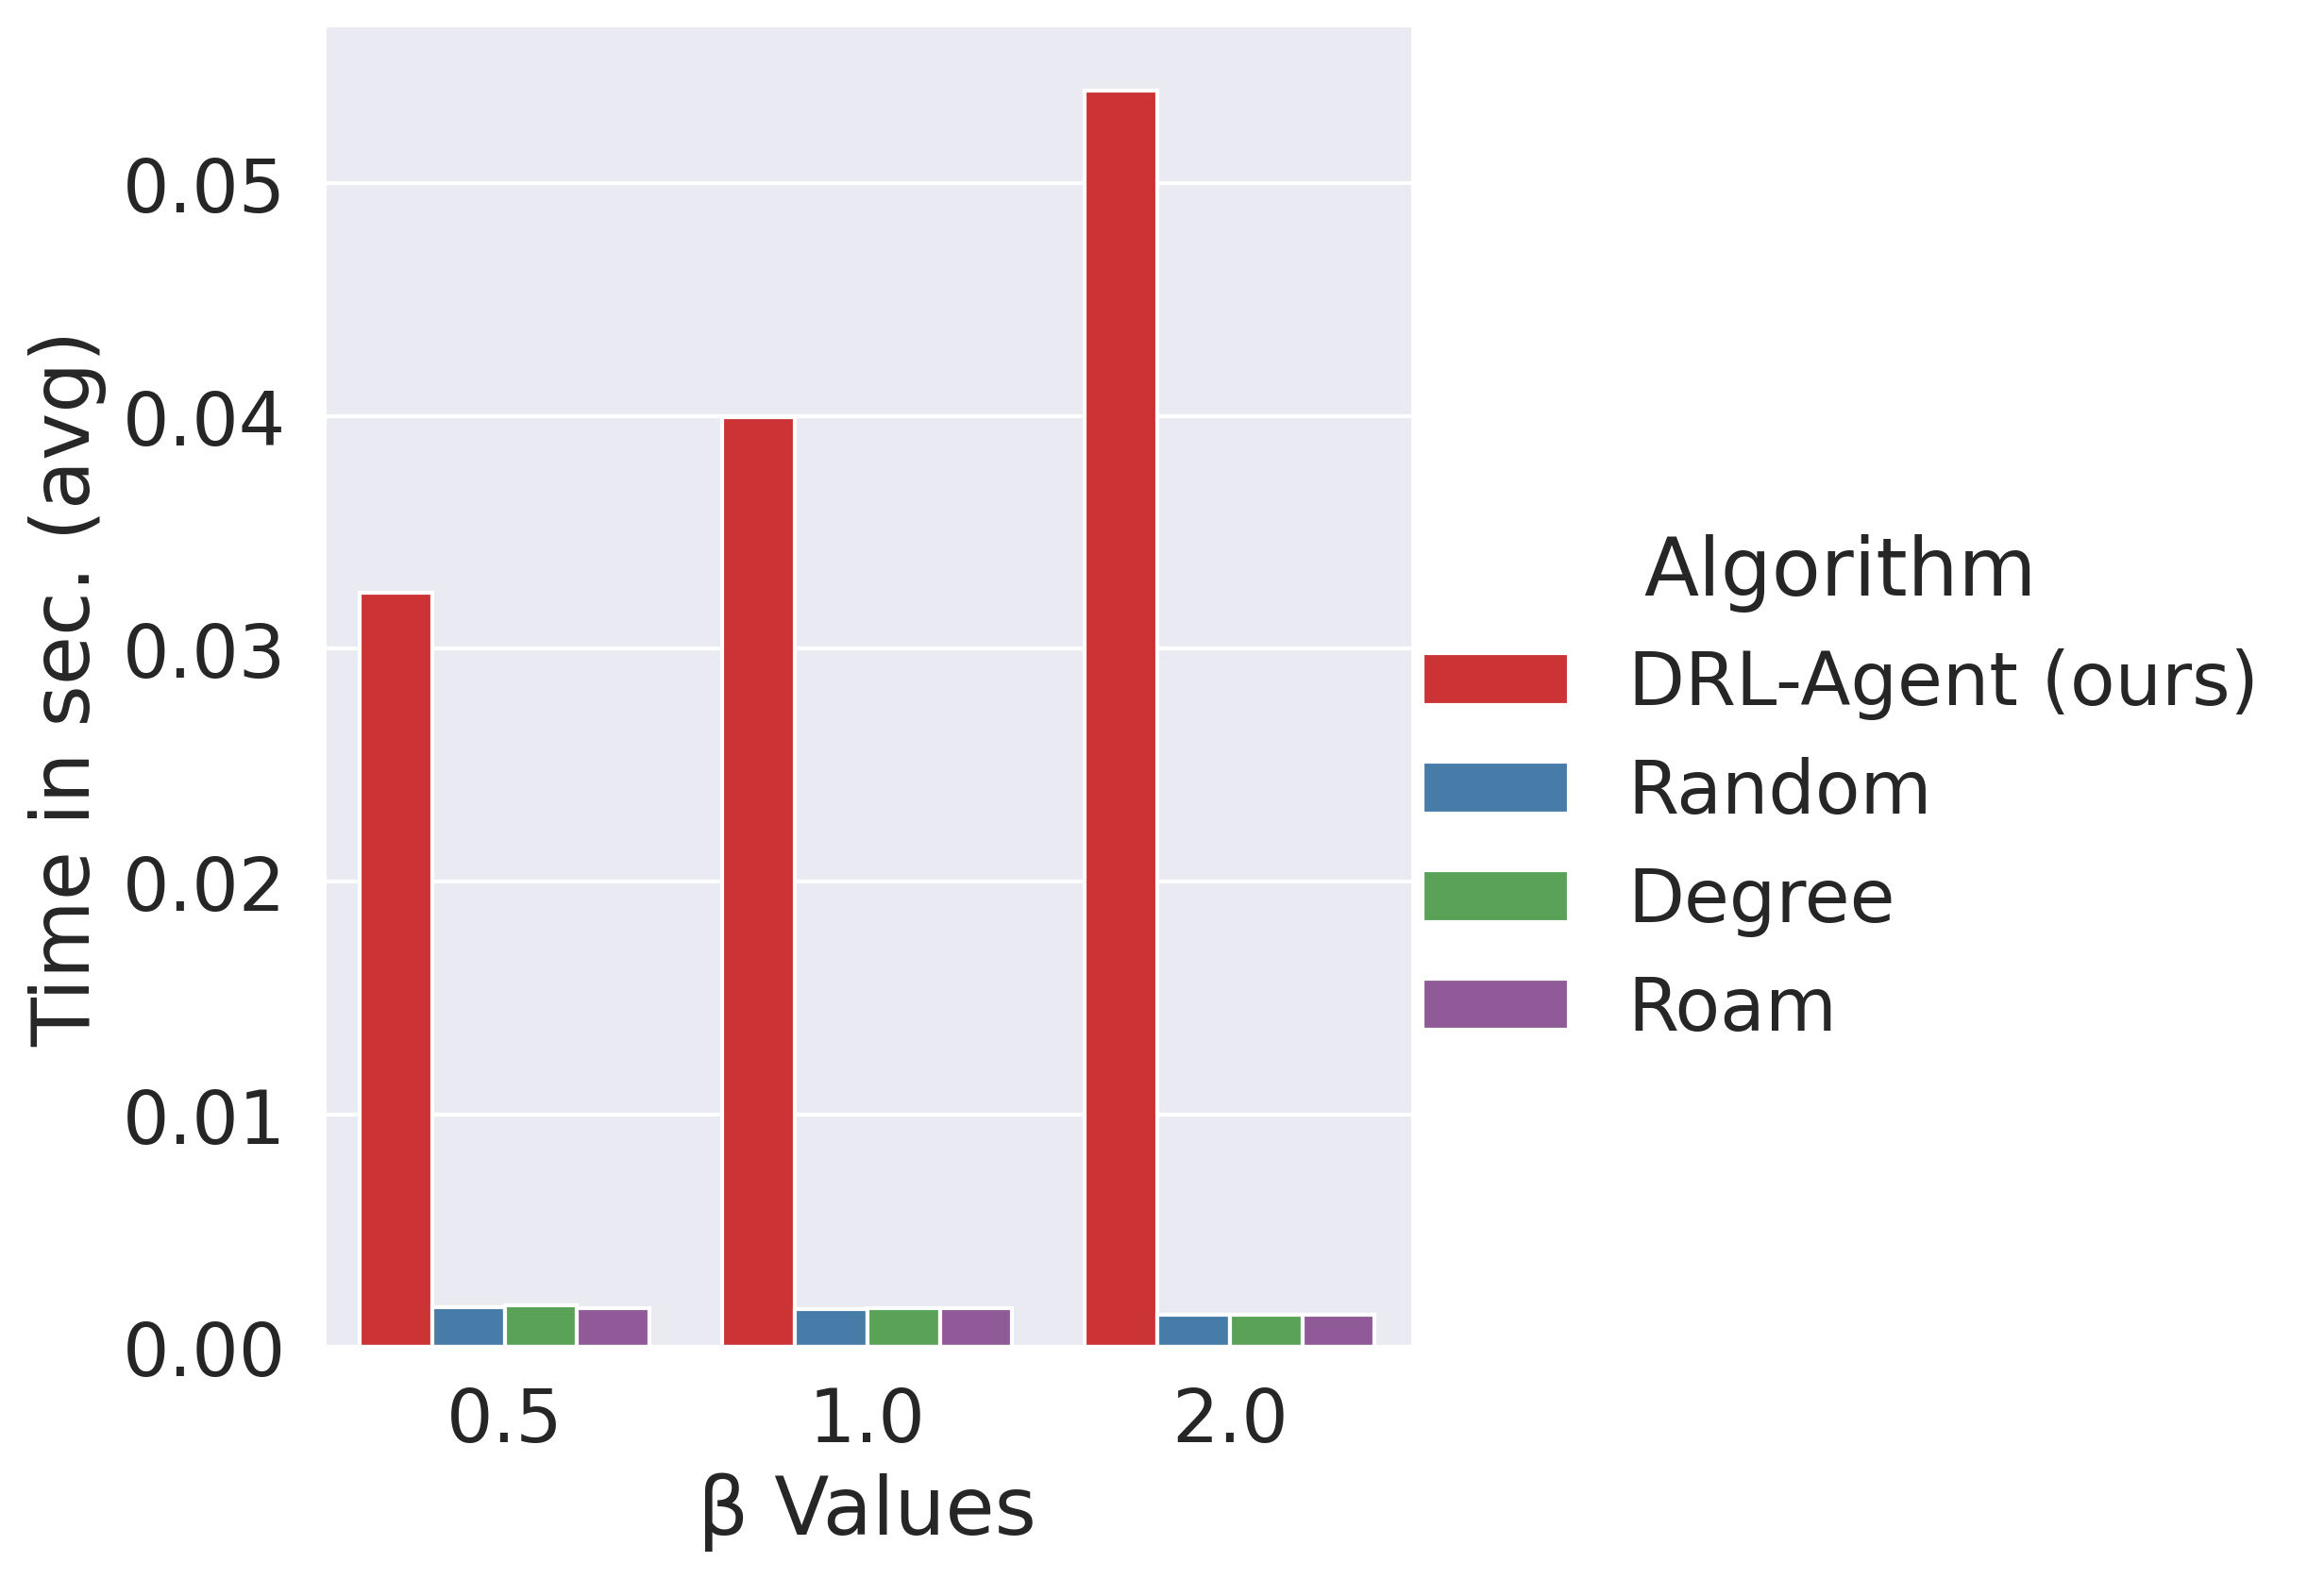 Time in sec. (avg)
0.05
0.04
0.03
0.02
0.01
0.00
0.5 1.0 2.0
β Values
Algorithm
DRL-Agent (ours)
Random
Degree
Roam